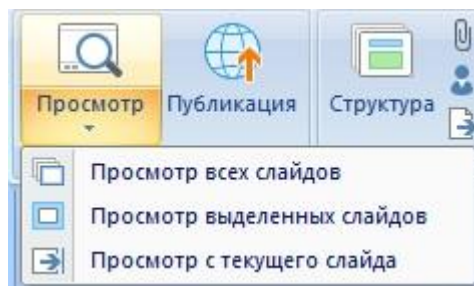 Просмотр Публикация Структура
Просмотр всех слайдов
Просмотр выделенных слайдов
Просмотр с текущего слайда